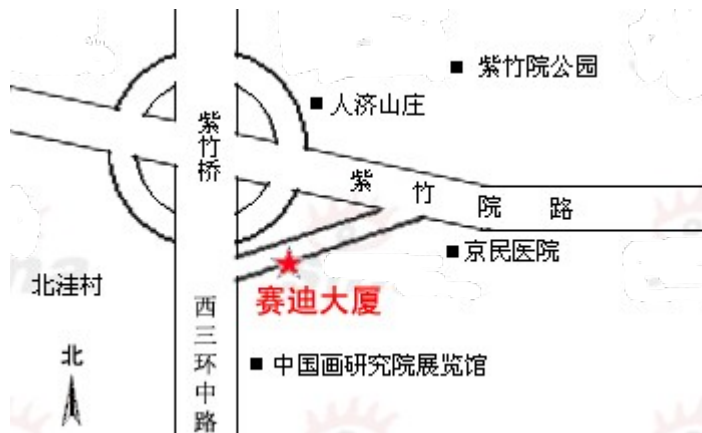 紫竹院公园
人济山庄
紫竹桥
紫竹院路
京民医院
北洼村
赛迪大厦
西三环中路
中国画研究院展览馆
北